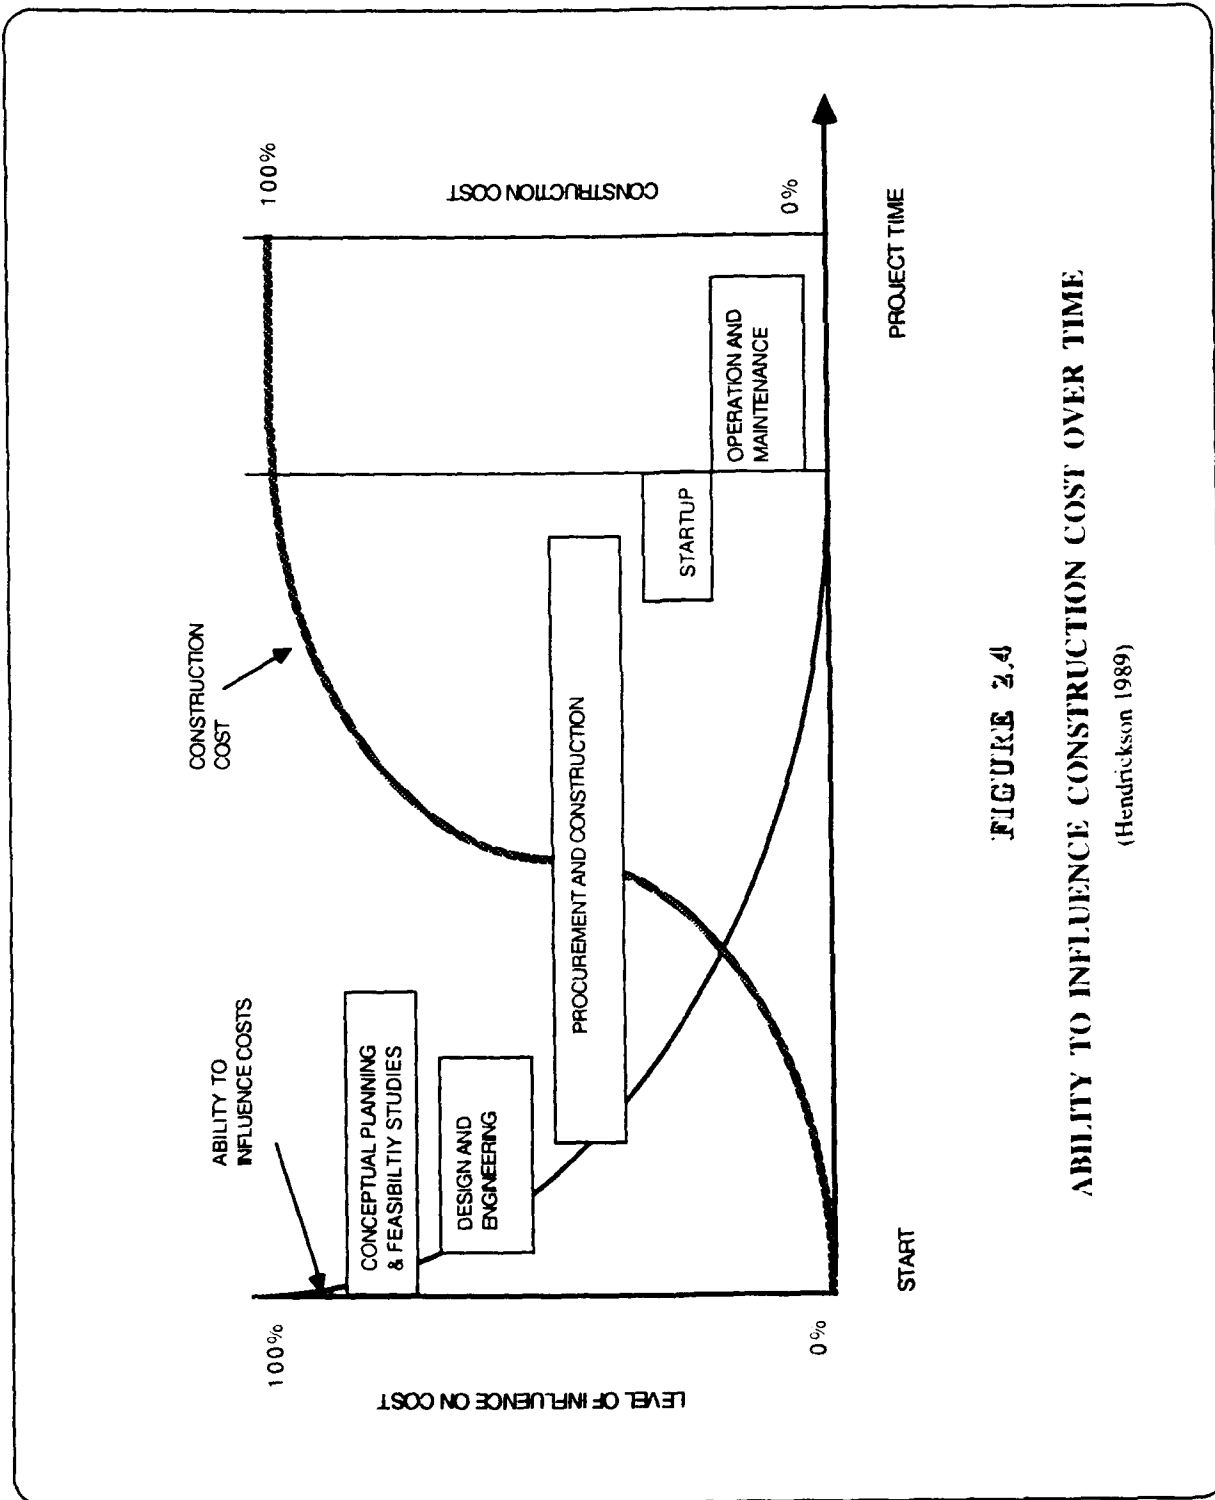 ABILITY TO
INFLUENCE COSTS
CONSTRUCTION
COST
100%
100%
LEVEL OF INFLUENCE ON COST
CONSTRUCTION COST
CONCEPTUAL PLANNING
& FEASIBILTIY STUDIES
DESIGN AND
ENGINEERING
PROCUREMENT AND CONSTRUCTION
STARTUP
OPERATION AND
MAINTENANCE
0%
0%
START
PROJECT TIME
FIGURE 2.4
ABILITY TO INFLUENCE CONSTRUCTION COST OVER TIME
(Hendrickson 1989)